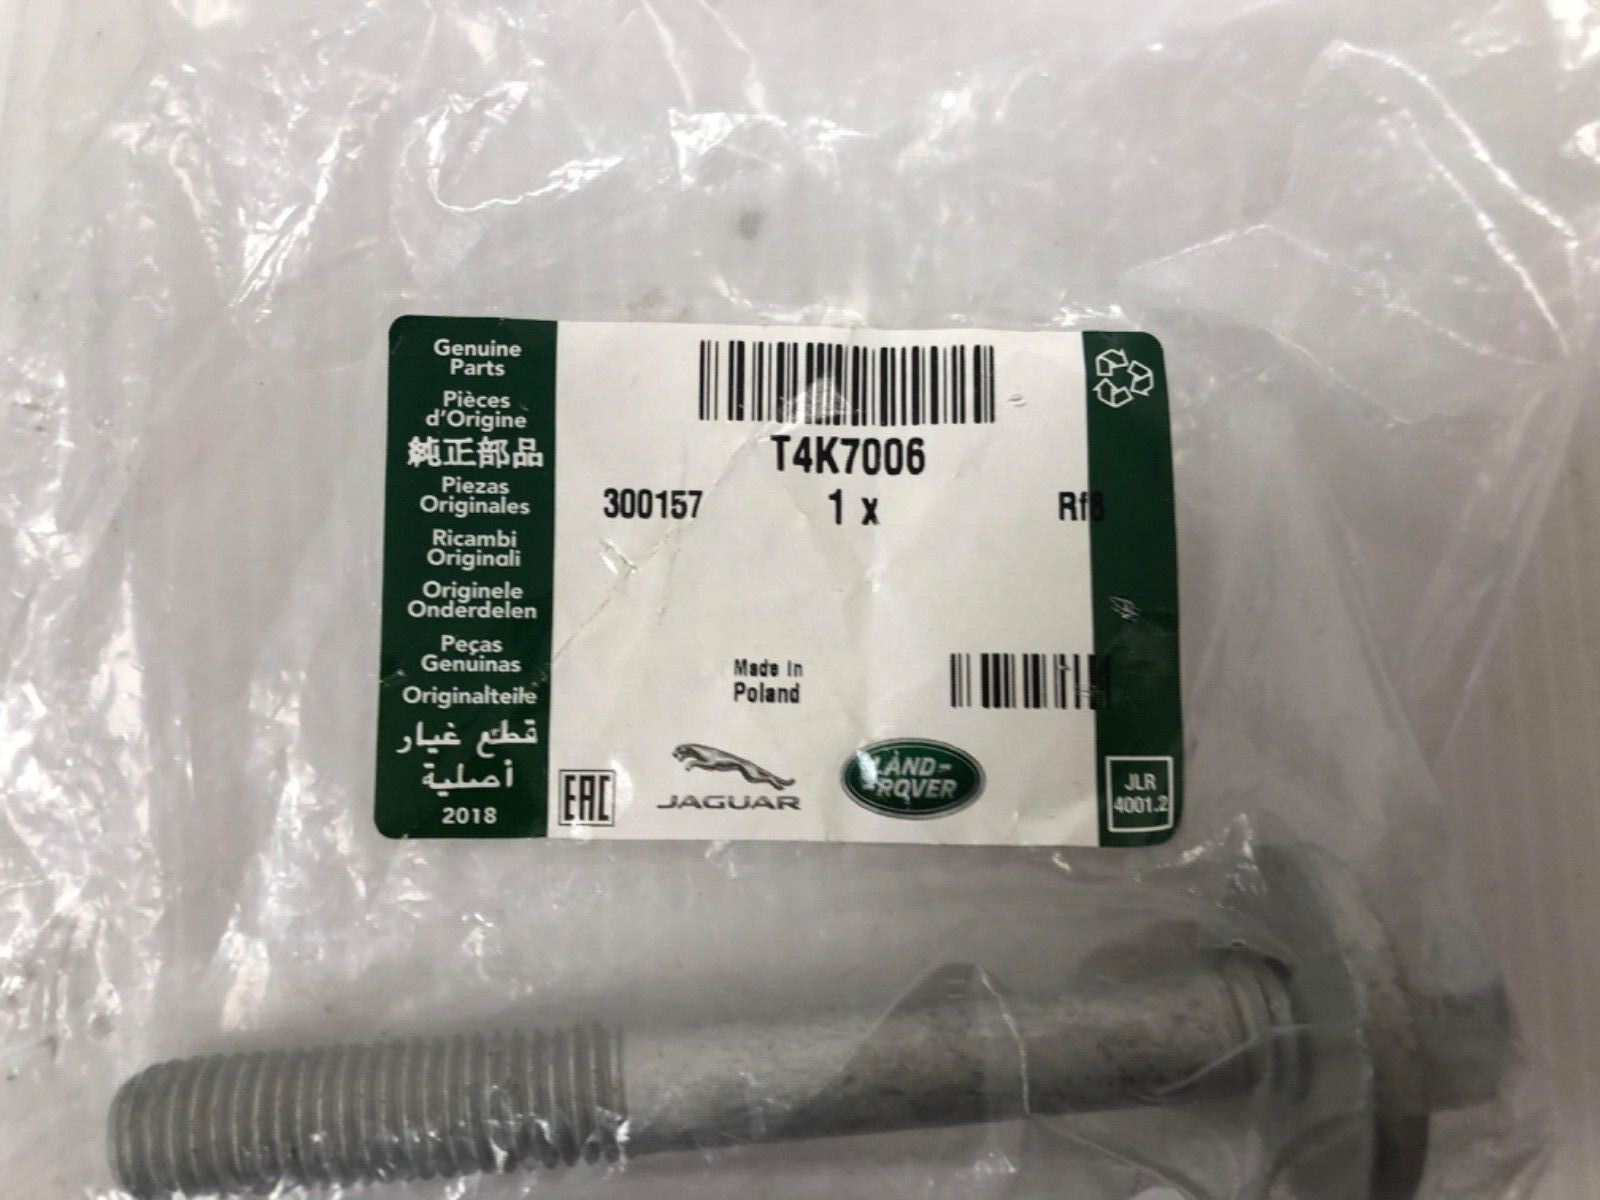 Genuine
Parts
Pièces
d'Origine
純正部品
Piezas
Originales
Ricambi
Originali
Originele
Onderdelen
Peças
Genuinas
Originalteile
قطع غيار
أصلية
2018
T4K7006
300157 1 x Rf8
Made In
Poland
EAC
JAGUAR
LAND-
ROVER
JLR
4001.2